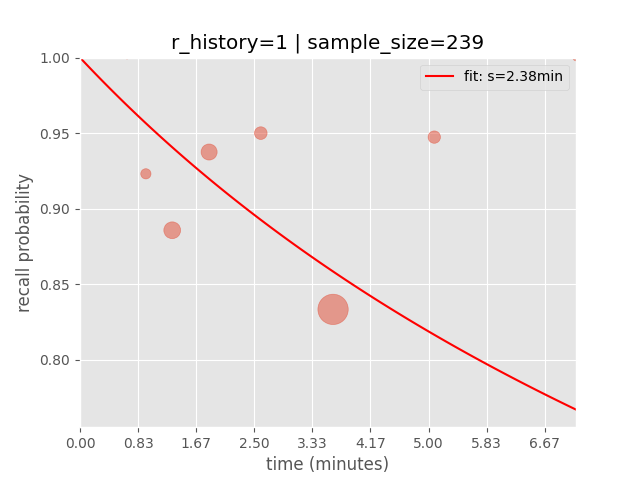 r_history=1 | sample_size=239
fit: s=2.38min
1.00
0.95
0.90
0.85
0.80
recall probability
0.00 0.83 1.67 2.50 3.33 4.17 5.00 5.83 6.67
time (minutes)